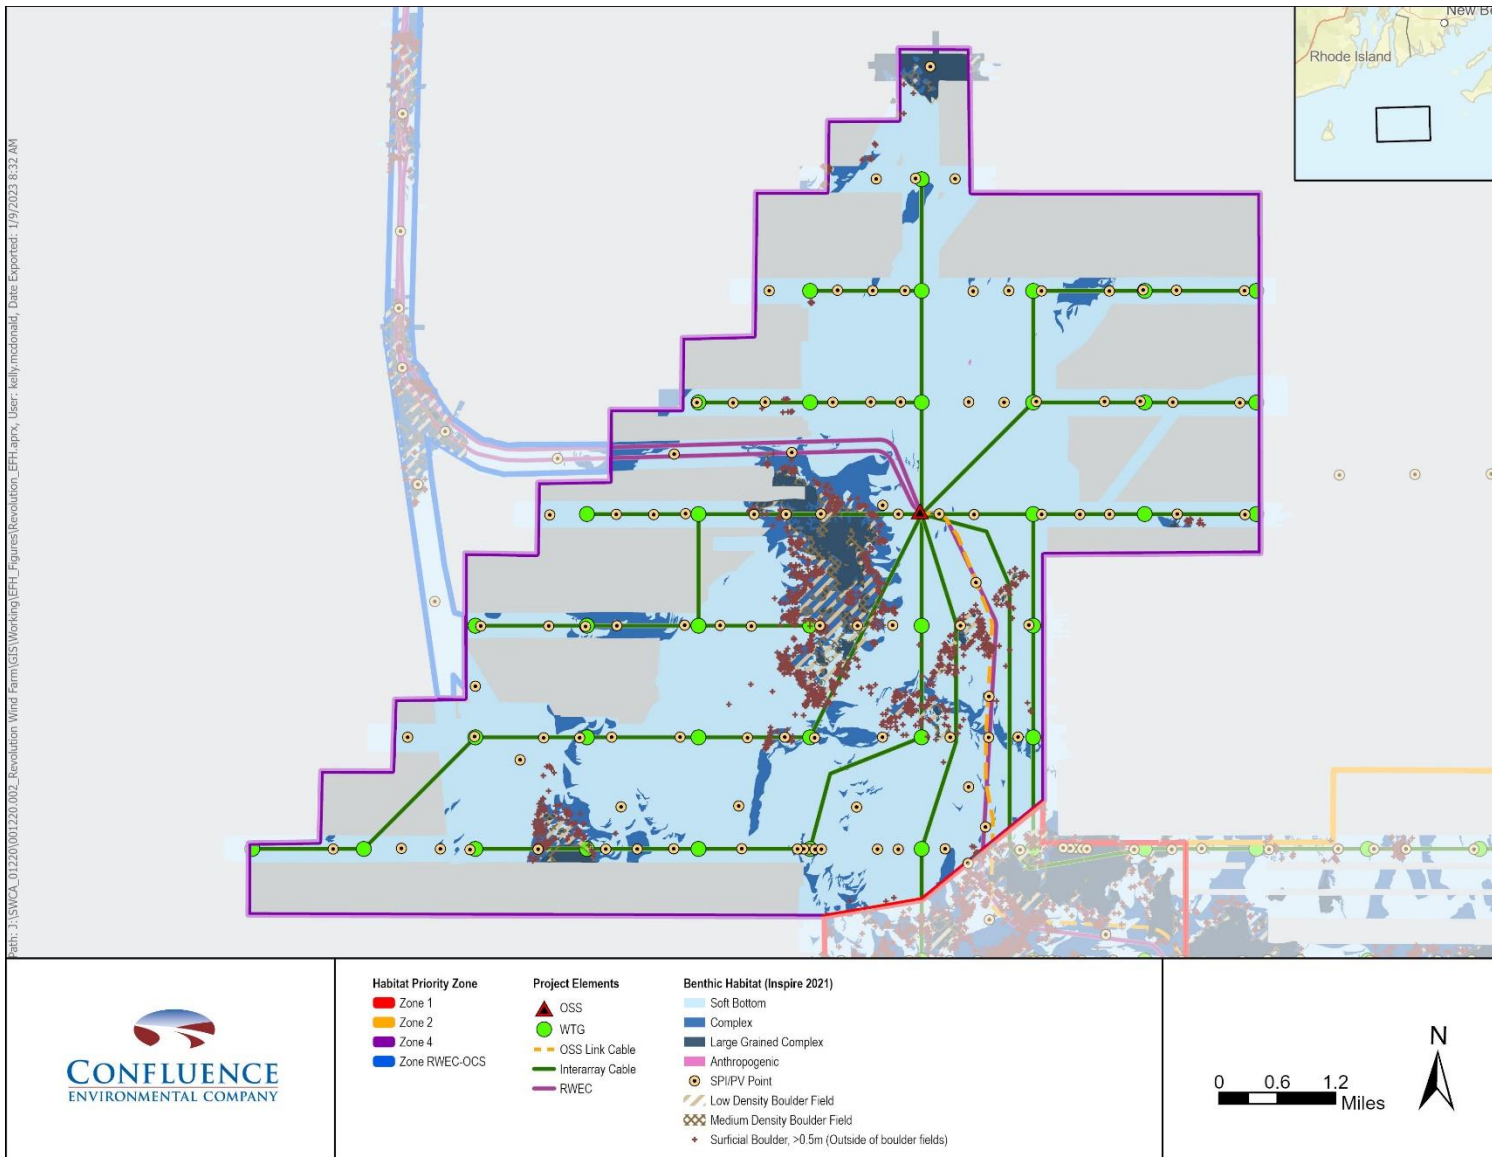 New Be
Rhode Island
Path: J:\SWCA_01220\001220.002_Revolution Wind Farm\GIS\Working\EFH_Figures\Revolution_EFH.aprx, User: kelly.mcdonald, Date Exported: 1/9/2023 8:32 AM
CONFLUENCE
ENVIRONMENTAL COMPANY
Habitat Priority Zone
Zone 1
Zone 2
Zone 4
Zone RWEC-OCS
Project Elements
OSS
WTG
OSS Link Cable
Interarray Cable
RWEC
Benthic Habitat (Inspire 2021)
Soft Bottom
Complex
Large Grained Complex
Anthropogenic
SPI/PV Point
Low Density Boulder Field
Medium Density Boulder Field
Surficial Boulder, >0.5m (Outside of boulder fields)
0 0.6 1.2
Miles
N